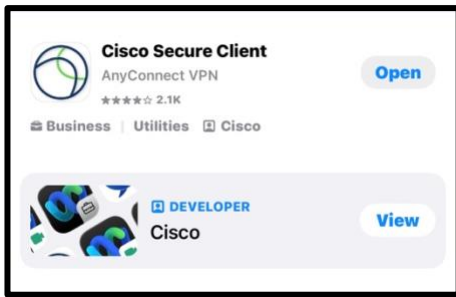 Cisco Secure Client
AnyConnect VPN
Open
★★★★☆ 2.1K
Business | Utilities Cisco
DEVELOPER
Cisco
View